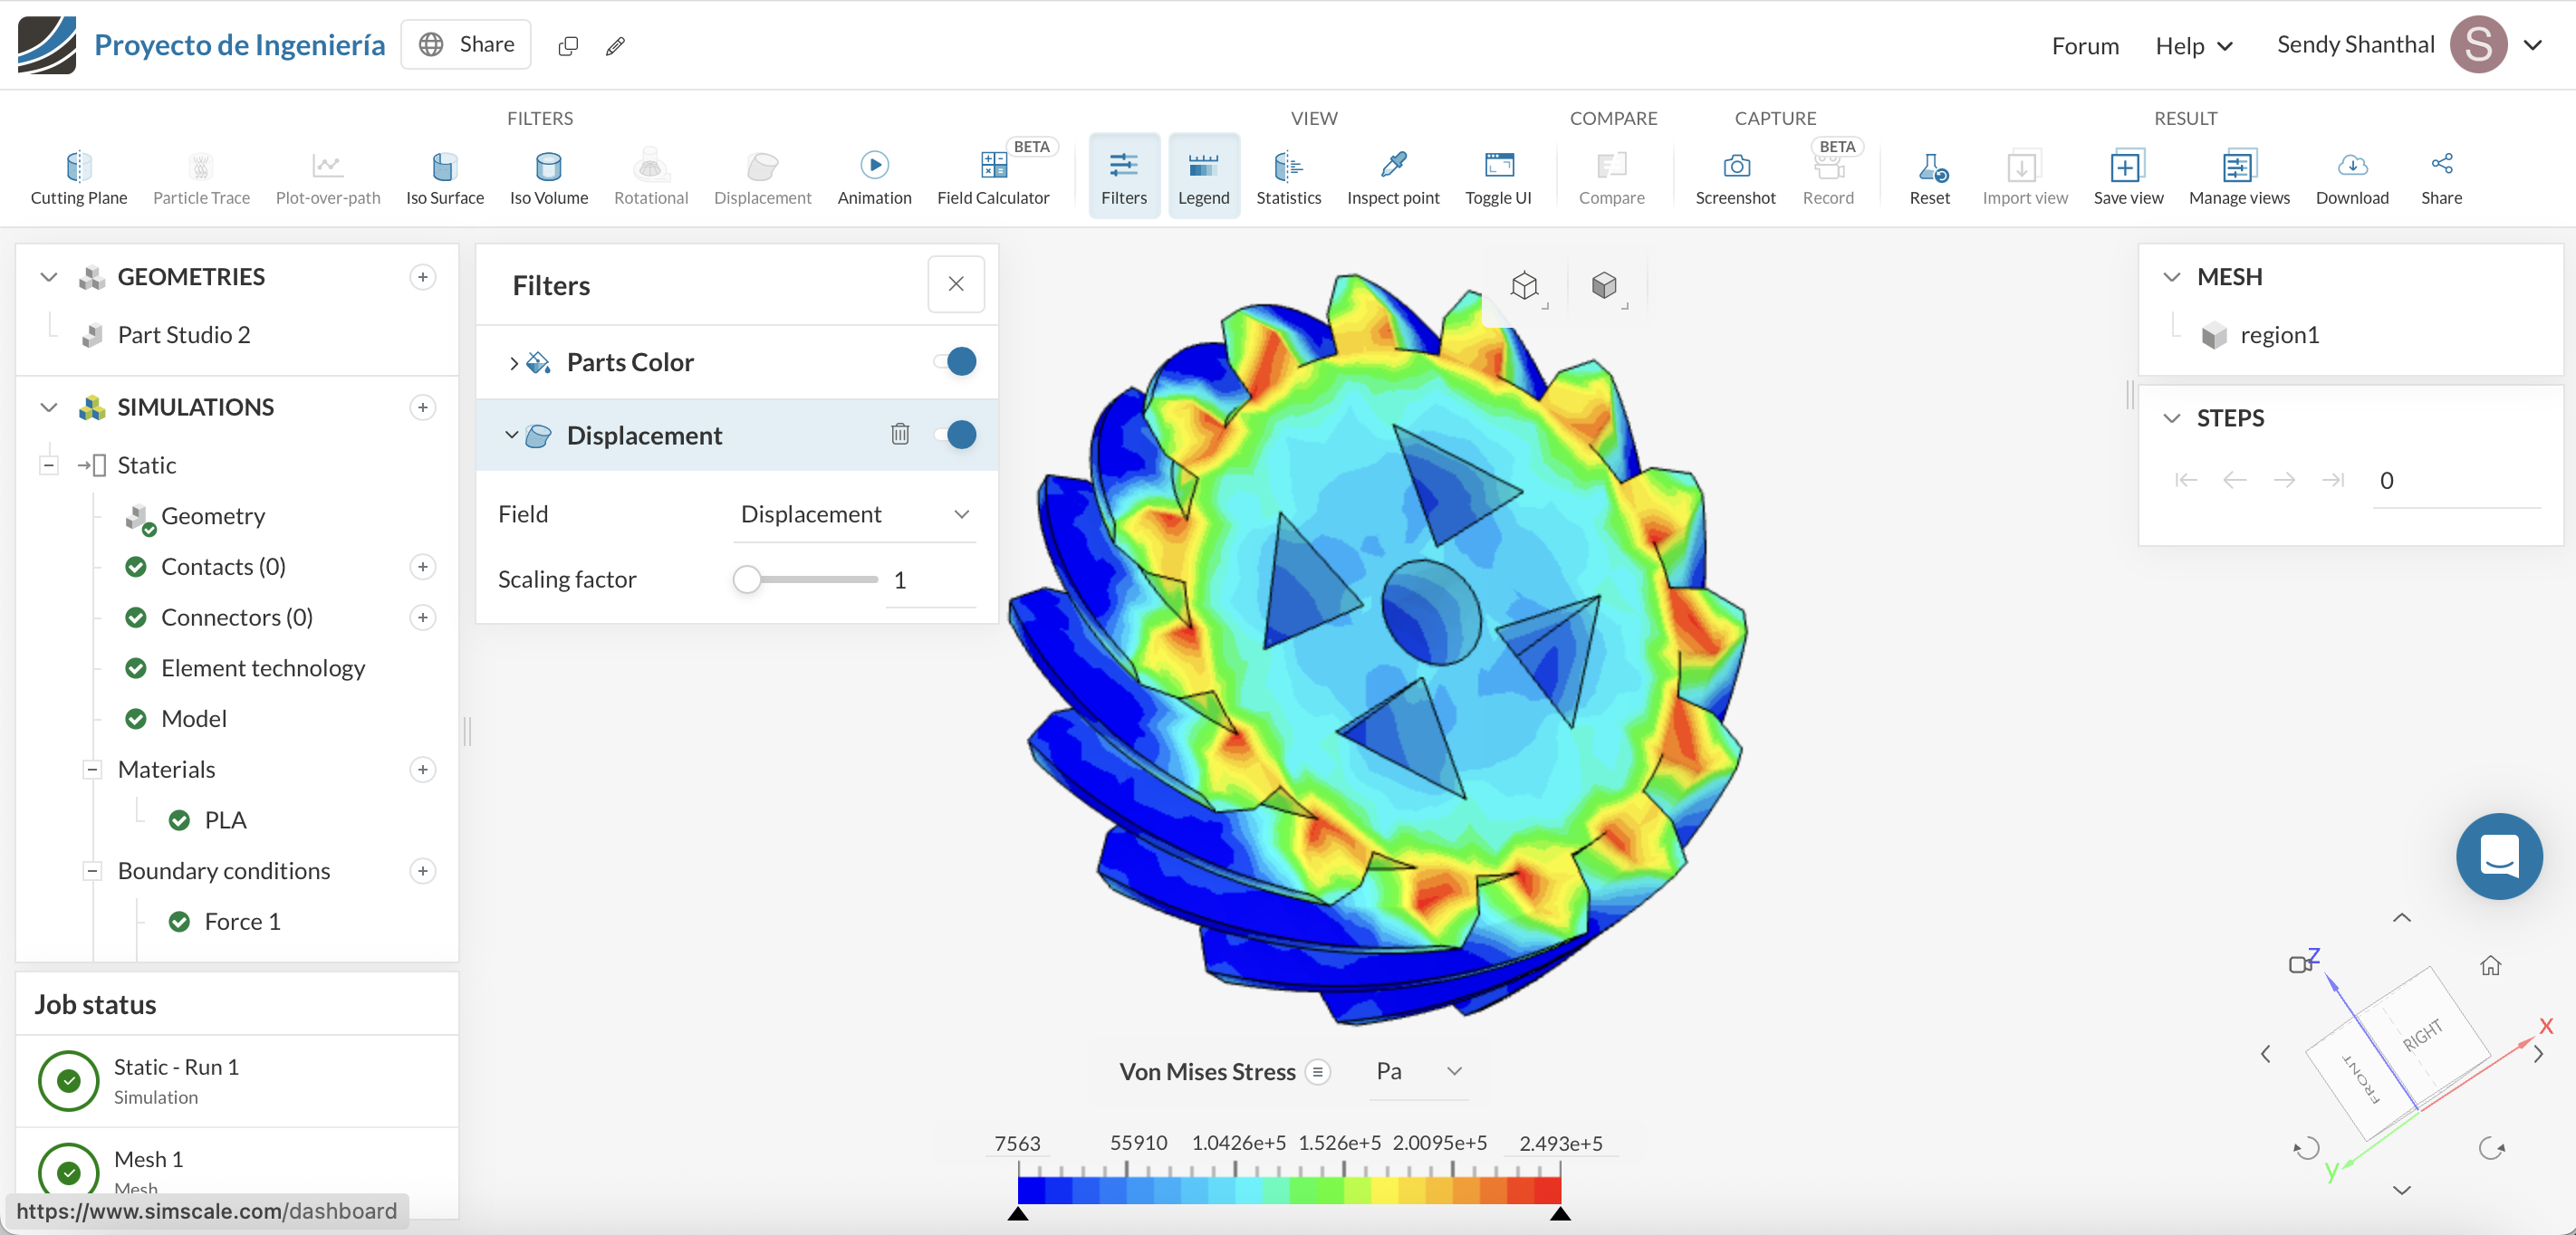 Proyecto de Ingeniería
Share
Forum
Help
Sendy Shanthal
S
FILTERS
VIEW
COMPARE
CAPTURE
RESULT
BETA
BETA
Cutting Plane
Particle Trace
Plot-over-path
Iso Surface
Iso Volume
Rotational
Displacement
Animation
Field Calculator
Filters
Legend
Statistics
Inspect point
Toggle UI
Compare
Screenshot
Record
Reset
Import view
Save view
Manage views
Download
Share
GEOMETRIES
Part Studio 2
SIMULATIONS
Static
Geometry
Contacts (0)
Connectors (0)
Element technology
Model
Materials
PLA
Boundary conditions
Force 1
Job status
Static - Run 1
Simulation
Mesh 1
Mesh
https://www.simscale.com/dashboard
Filters
Parts Color
Displacement
Field
Displacement
Scaling factor
1
Von Mises Stress
Pa
7563
55910
1.0426e+5
1.526e+5
2.0095e+5
2.493e+5
MESH
region1
STEPS
0
Z
X
RIGHT
FRONT
y